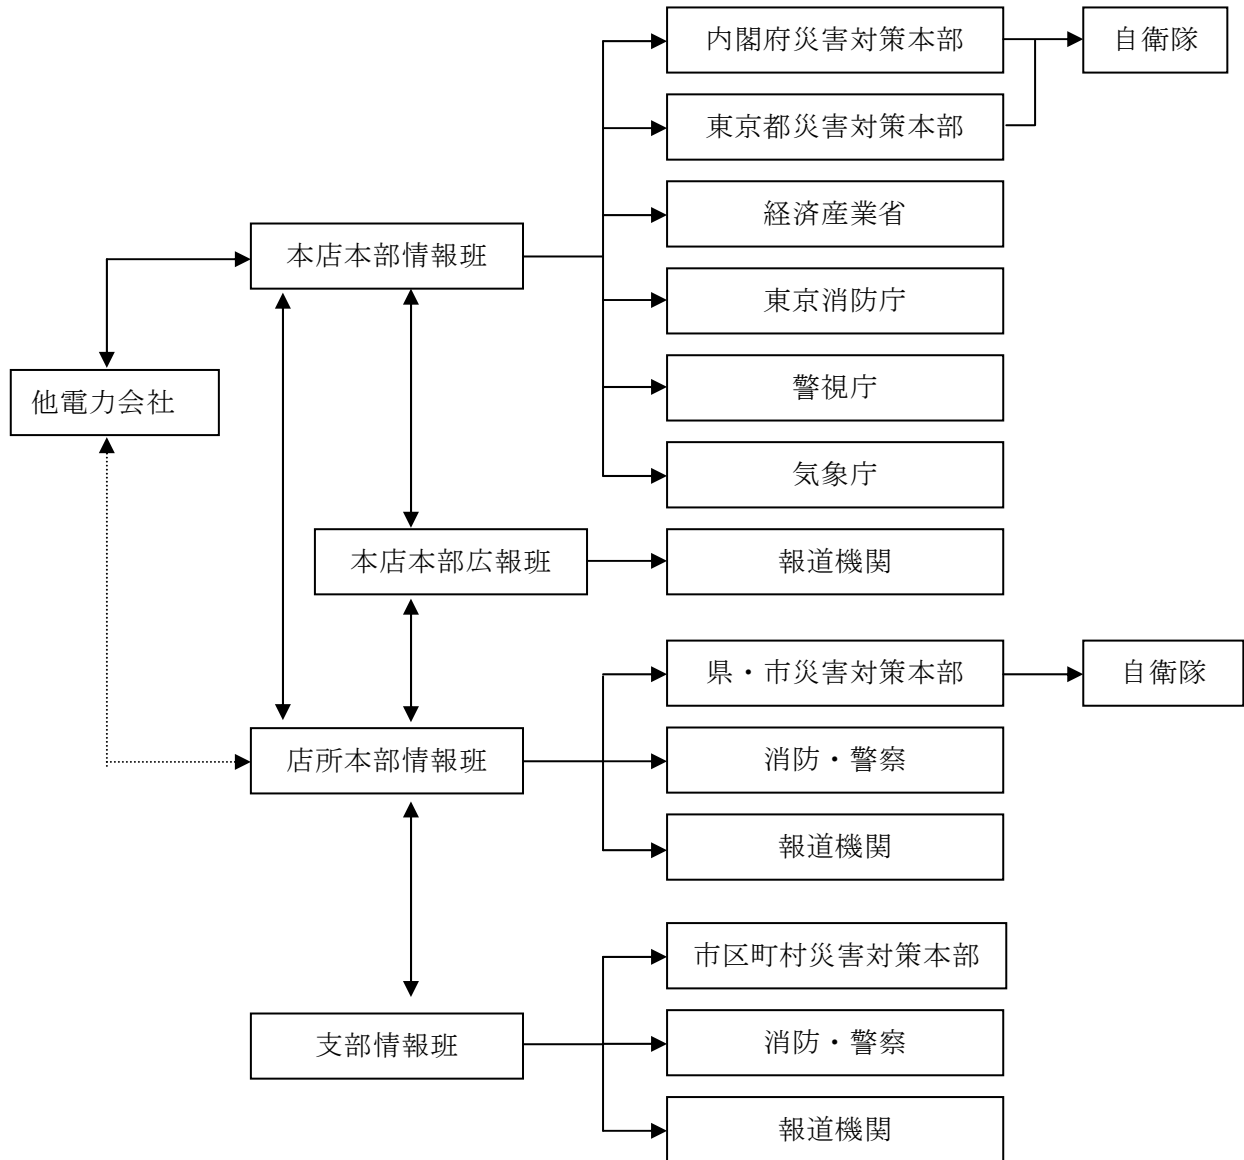 内閣府災害対策本部
自衛隊
東京都災害対策本部
経済産業省
本店本部情報班
東京消防庁
他電力会社
警視庁
気象庁
本店本部広報班
報道機関
県・市災害対策本部
自衛隊
店所本部情報班
消防・警察
報道機関
市区町村災害対策本部
支部情報班
消防・警察
報道機関